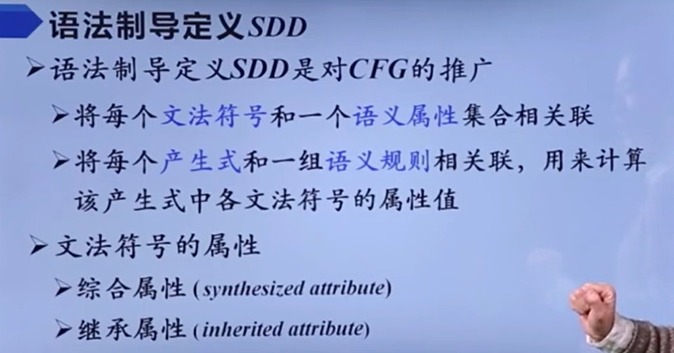 语法制导定义SDD
➢语法制导定义SDD是对CFG的推广
➢将每个文法符号和一个语义属性集合相关联
➢将每个产生式和一组语义规则相关联，用来计算
该产生式中各文法符号的属性值
➢文法符号的属性
➢综合属性 (synthesized attribute)
➢继承属性 (inherited attribute)